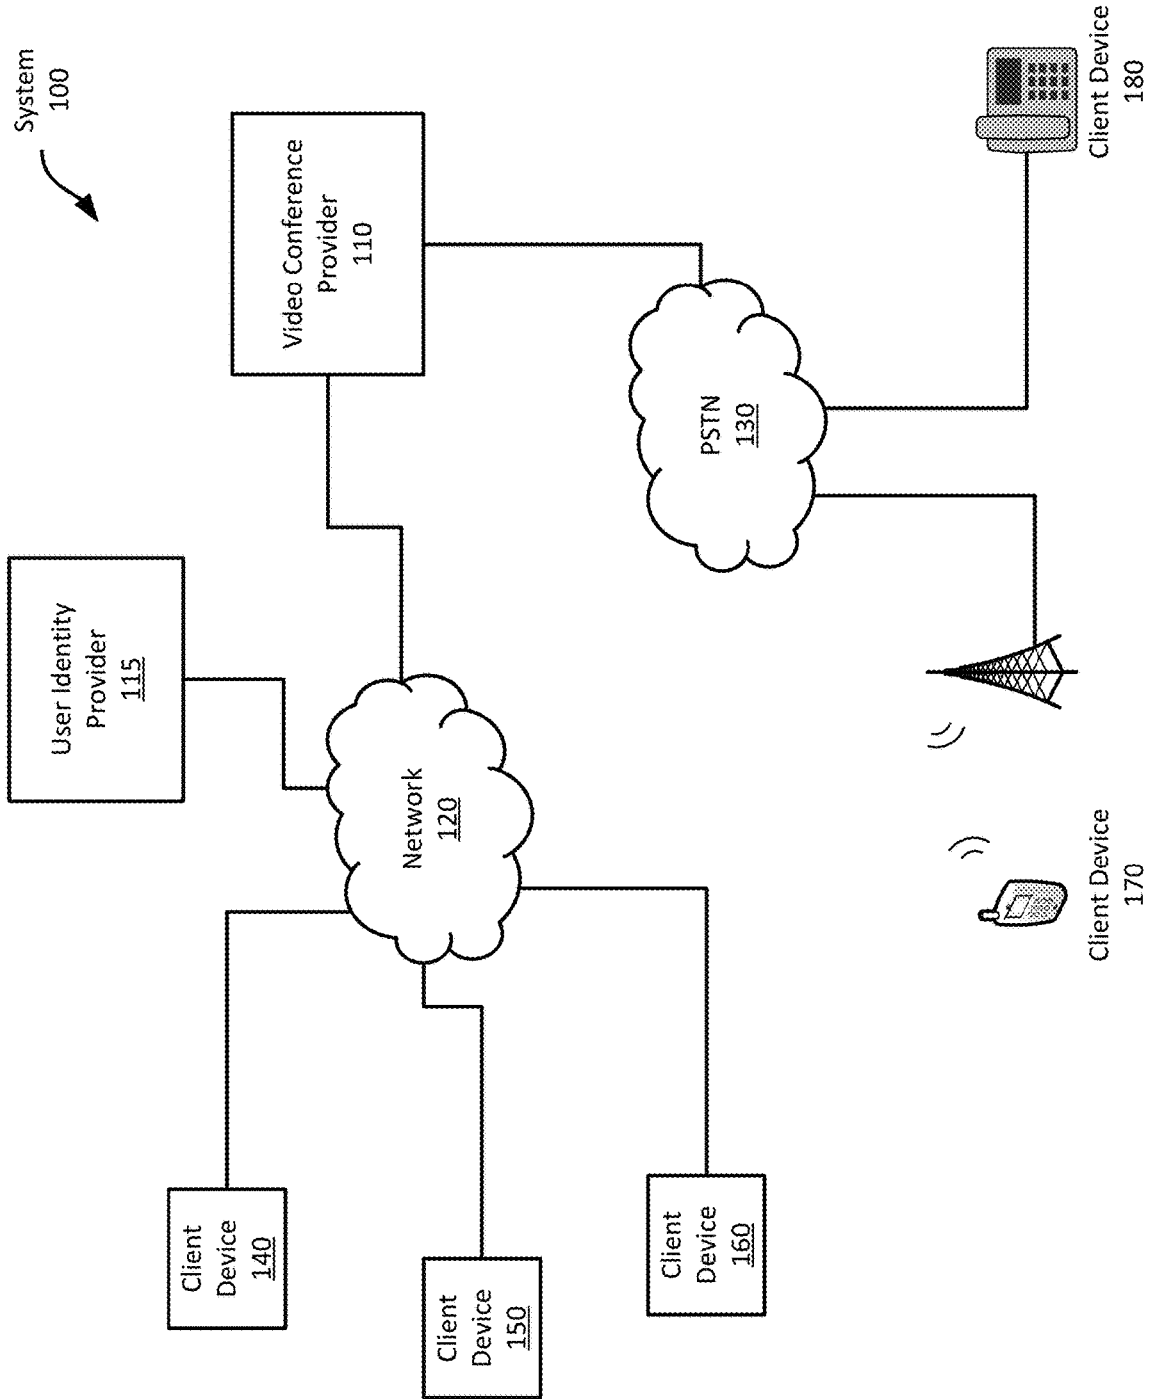 System
100
User Identity
Provider
115
Video Conference
Provider
110
Client
Device
140
Network
120
Client
Device
150
PSTN
130
Client
Device
160
Client Device
170
Client Device
180